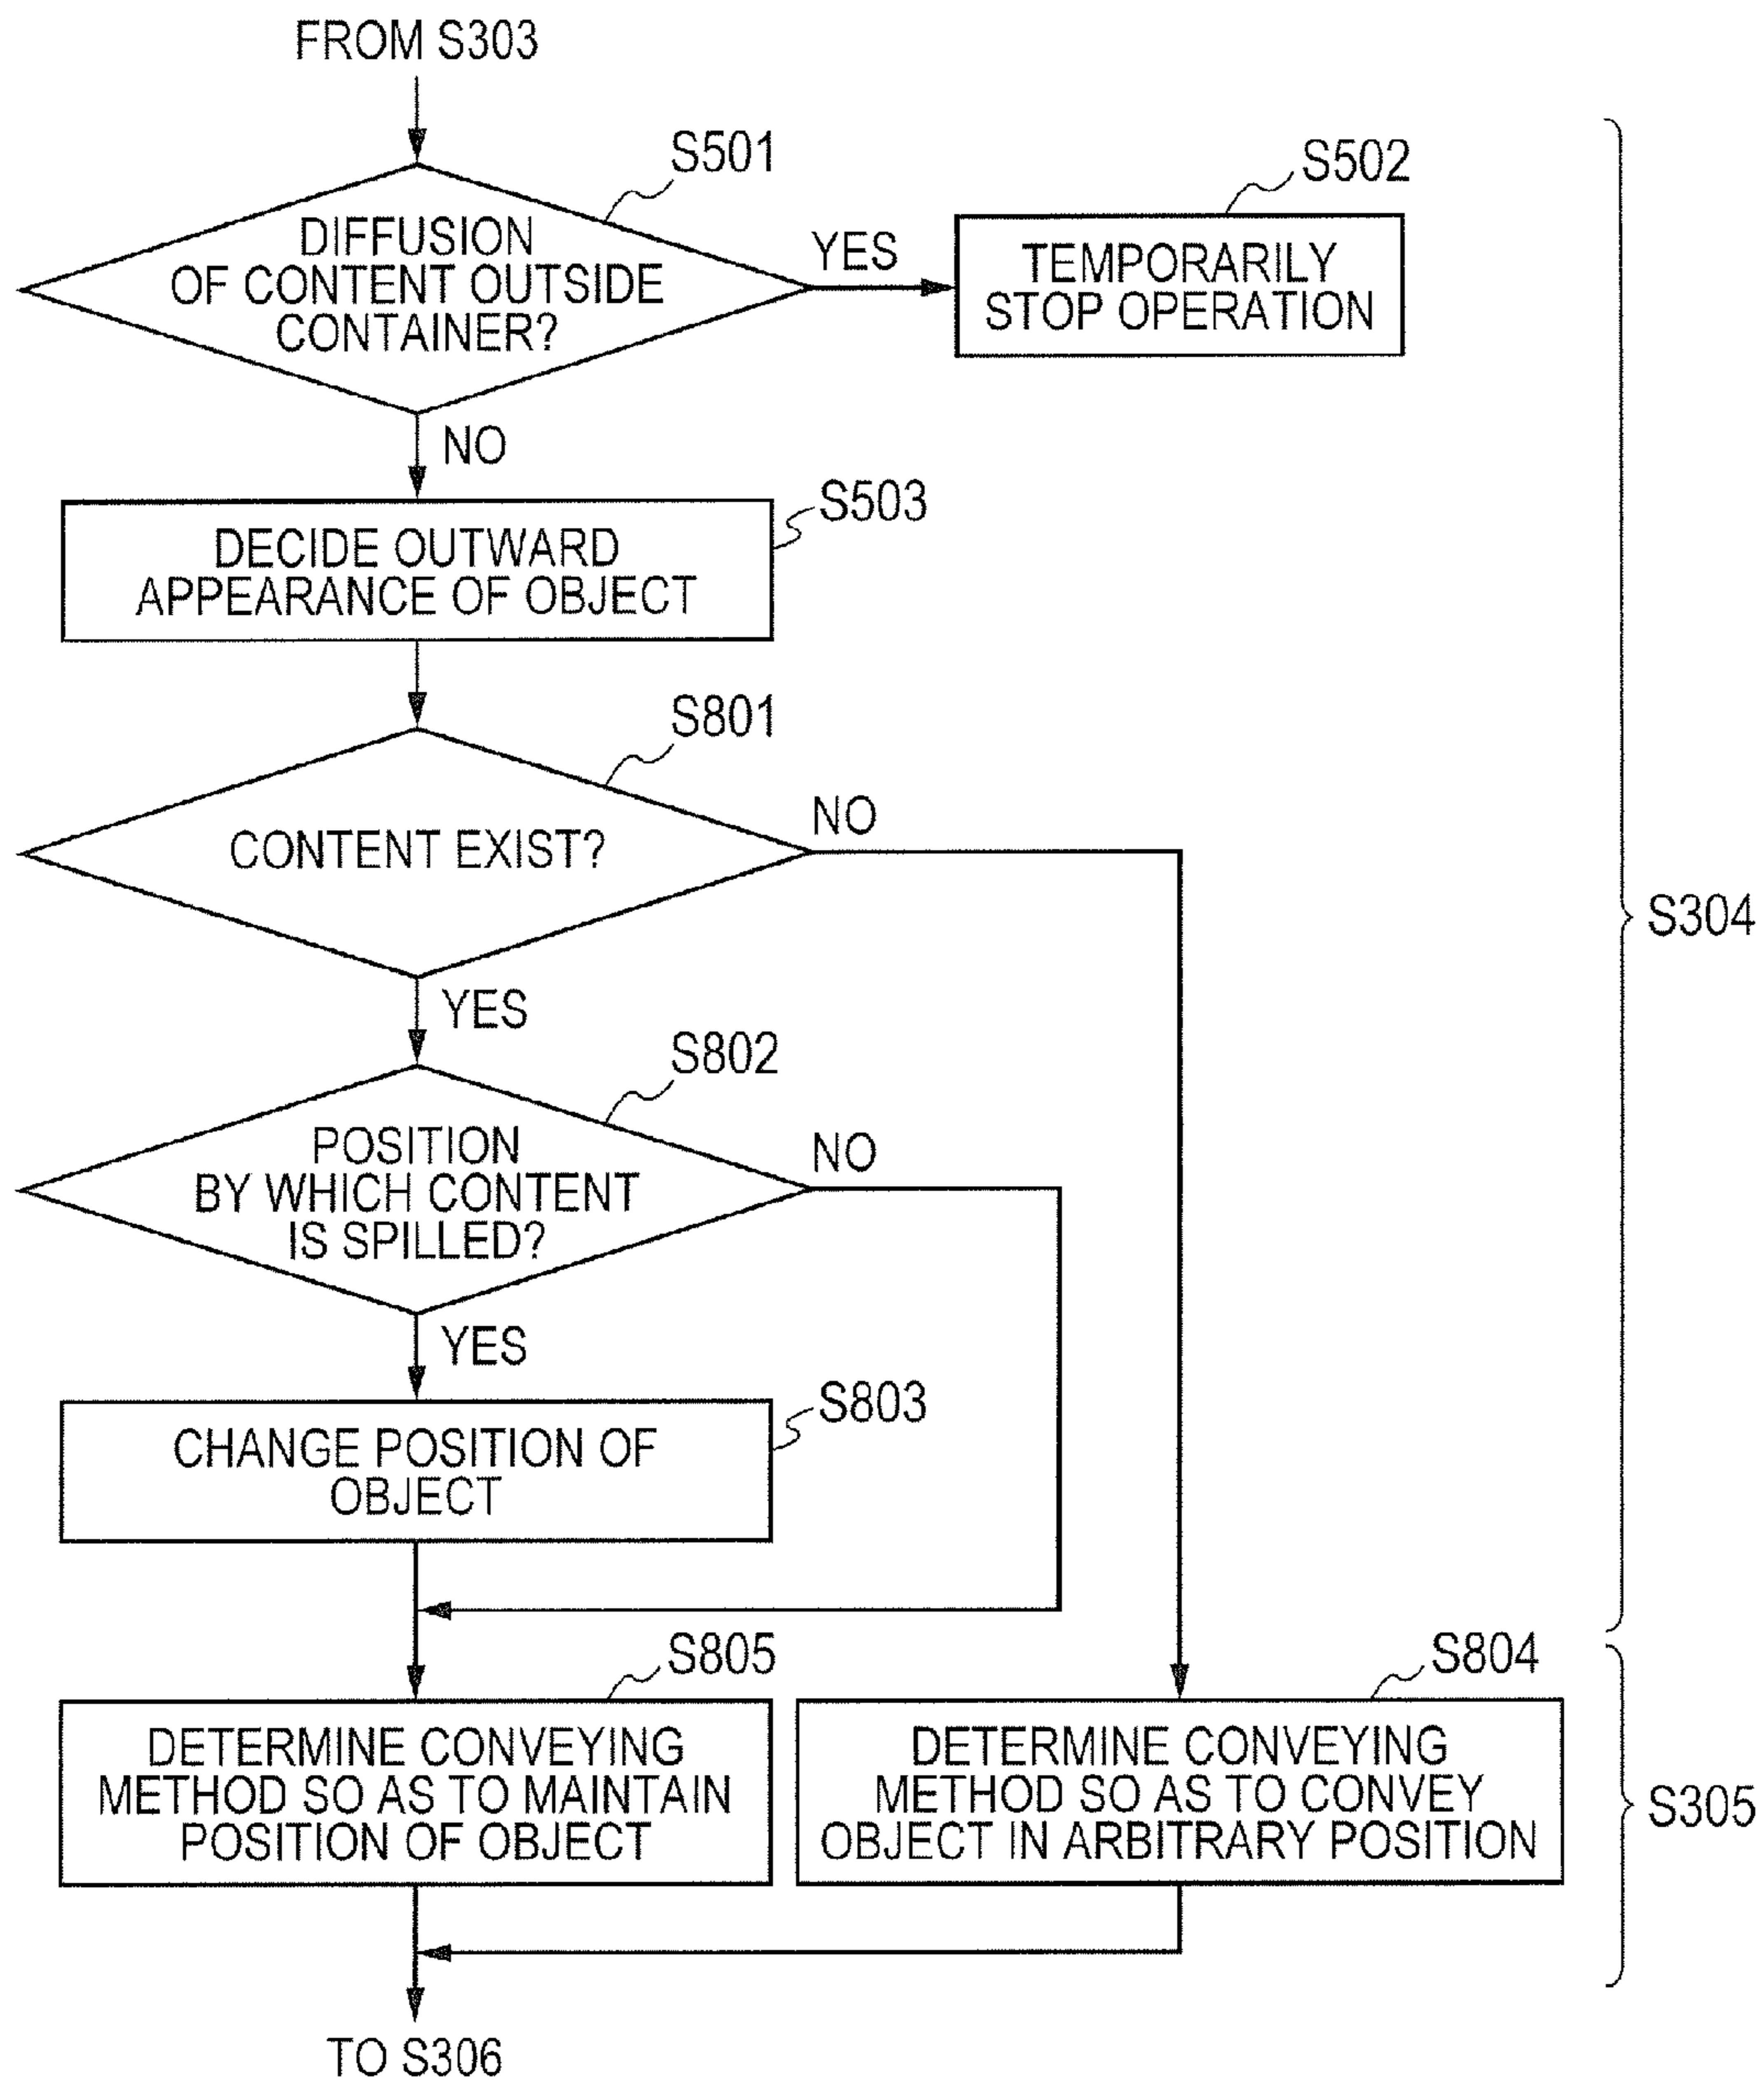 FROM S303
S501
DIFFUSION
OF CONTENT OUTSIDE
CONTAINER?
YES
S502
TEMPORARILY
STOP OPERATION
NO
S503
DECIDE OUTWARD
APPEARANCE OF OBJECT
S801
CONTENT EXIST?
NO
S304
YES
S802
POSITION
BY WHICH CONTENT
IS SPILLED?
NO
YES
S803
CHANGE POSITION OF
OBJECT
S805
DETERMINE CONVEYING
METHOD SO AS TO MAINTAIN
POSITION OF OBJECT
S804
DETERMINE CONVEYING
METHOD SO AS TO CONVEY
OBJECT IN ARBITRARY POSITION
S305
TO S306